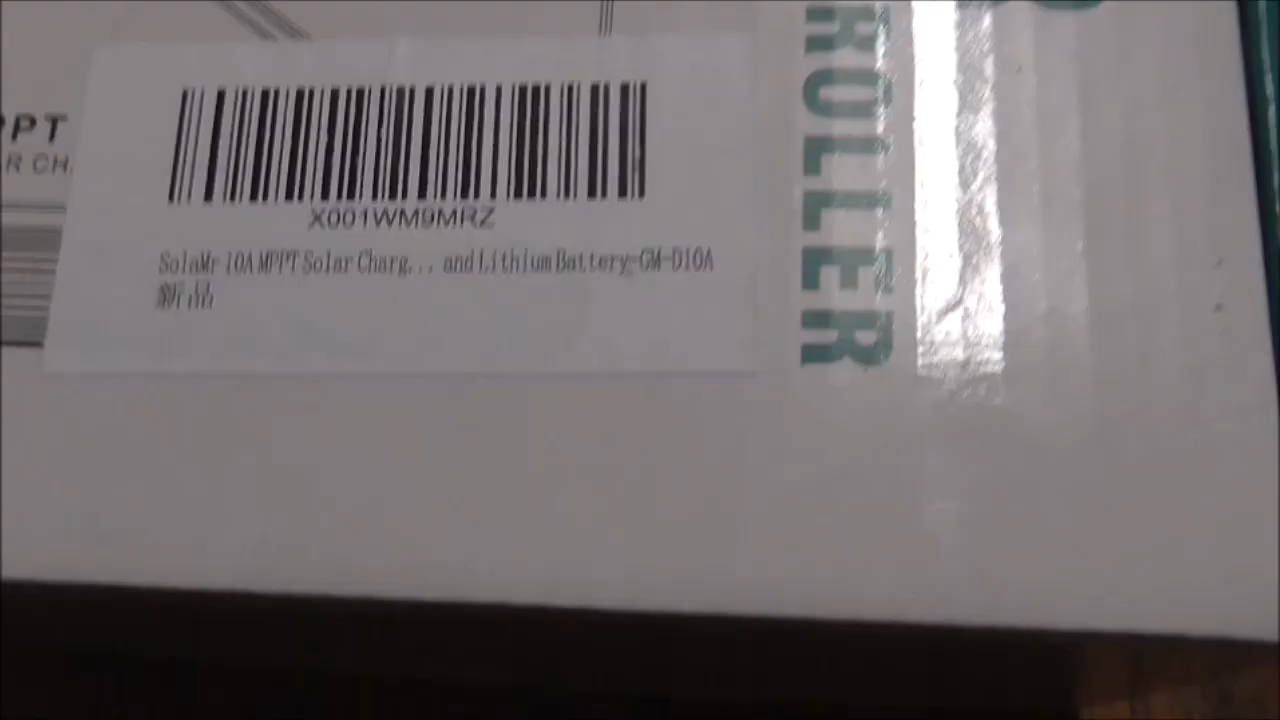 PPT
R CH
X001WM9MRZ
SolaMr 10A MPPT Solar Charg... and Lithium Battery-GM-D10A
新品
ROLLER